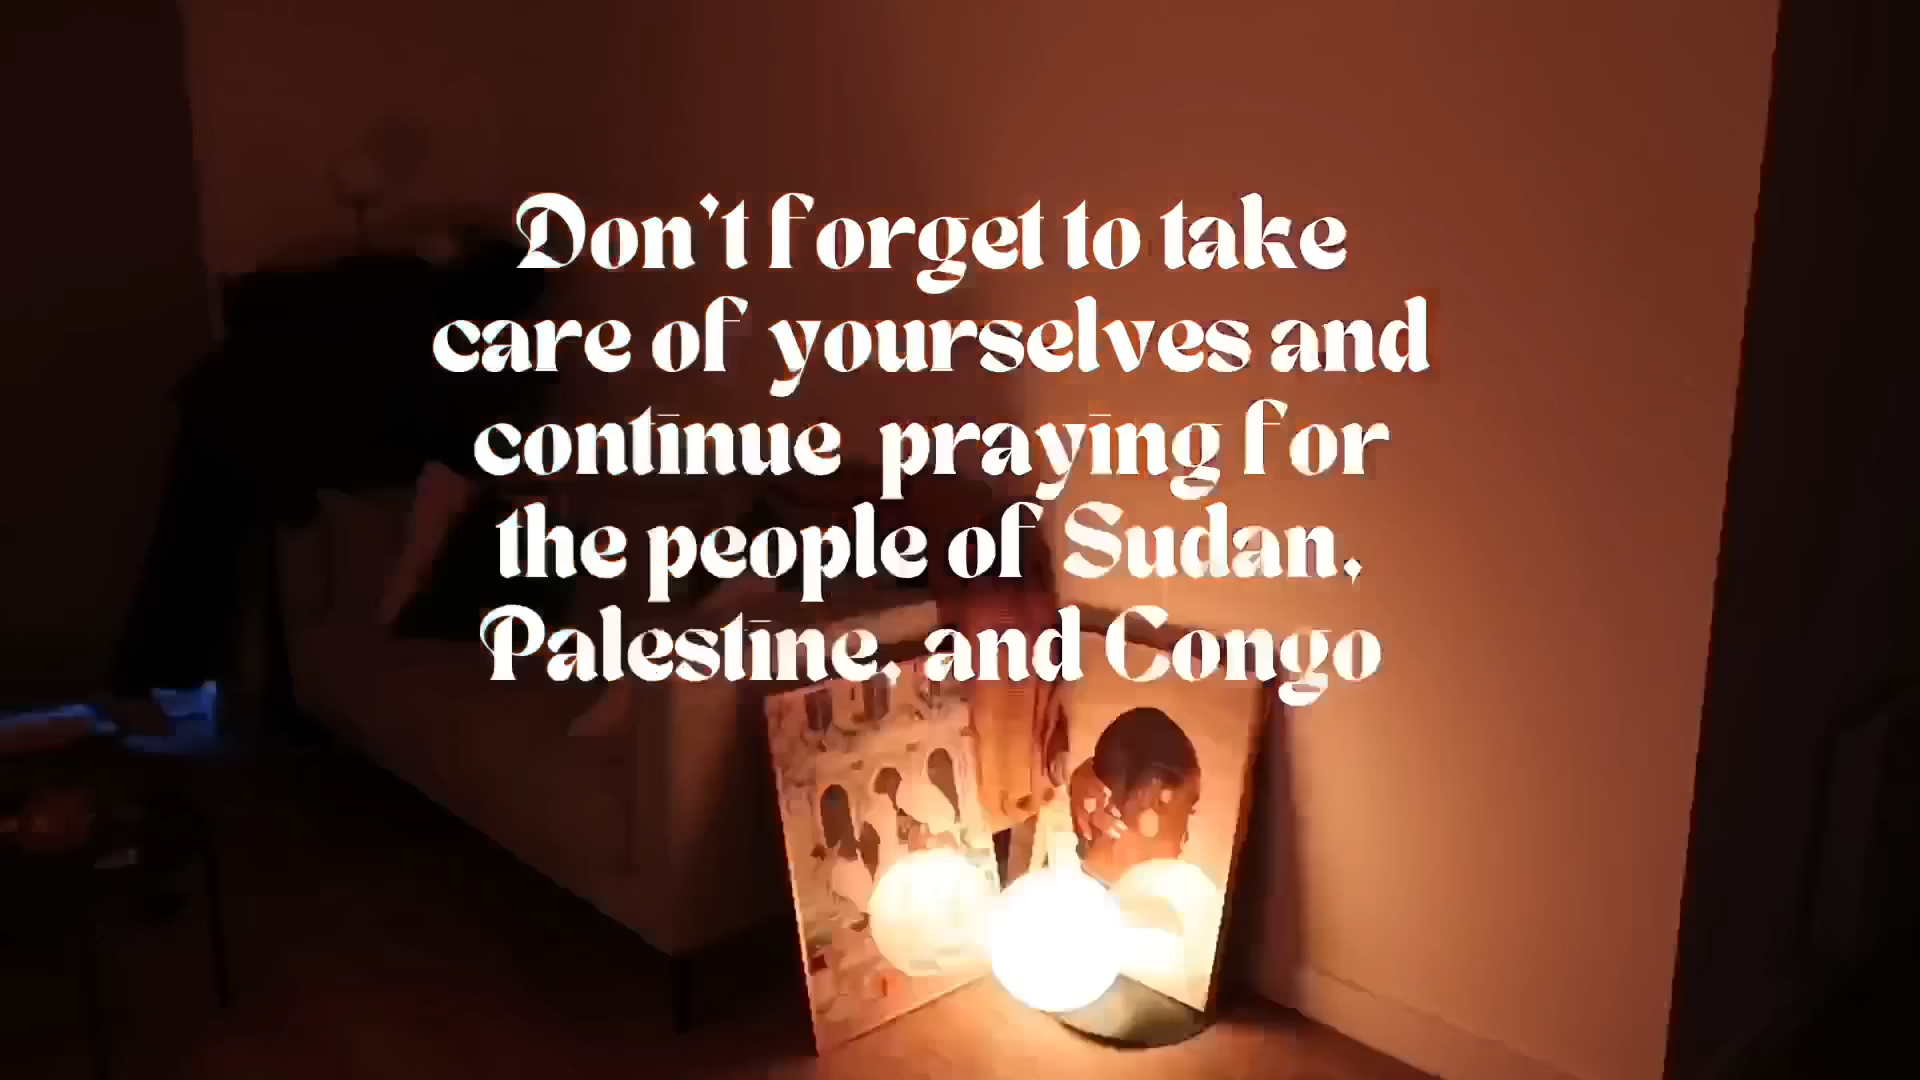 Don't forget to take
care of yourselves and
continue praying for
the people of Sudan,
Palestine, and Congo